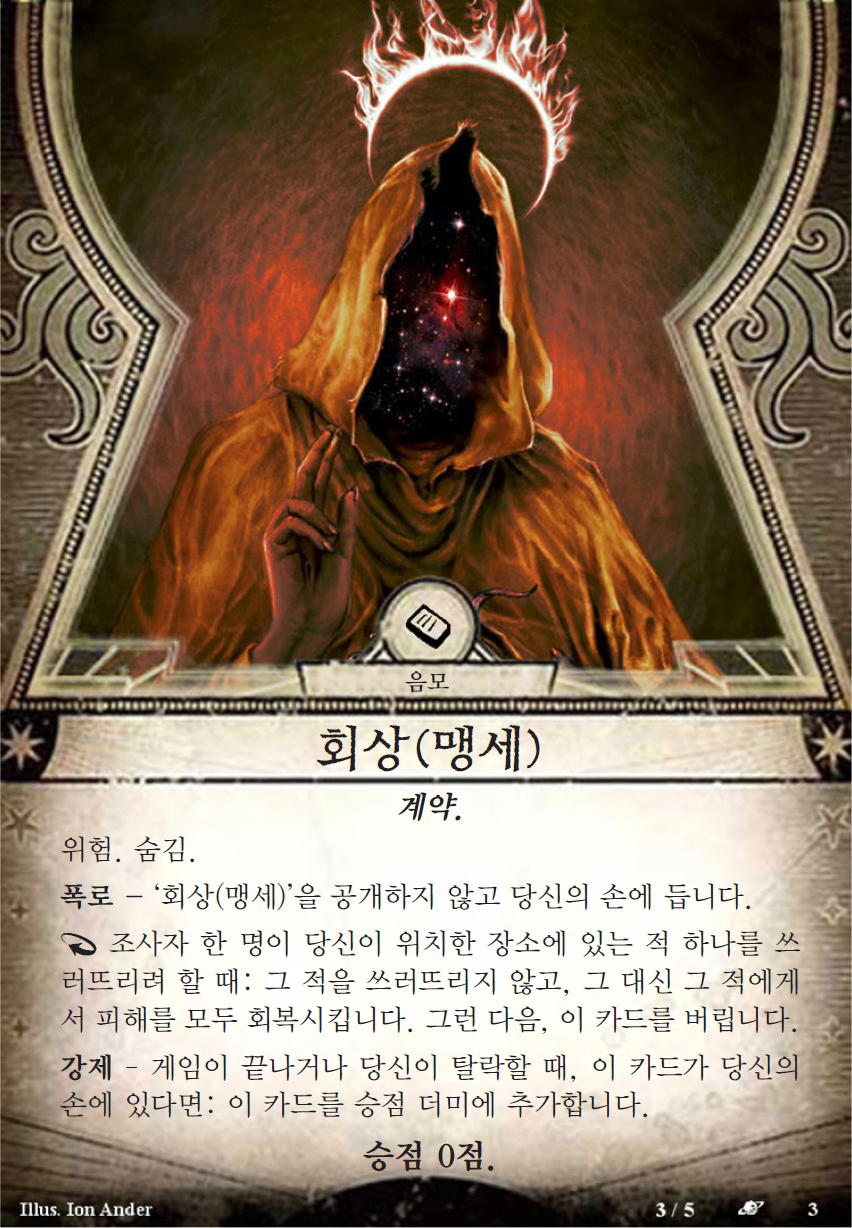 음모
회상(맹세)
계약.
위험. 숨김.
폭로 – ‘회상(맹세)’을 공개하지 않고 당신의 손에 듭니다.
조사자 한 명이 당신이 위치한 장소에 있는 적 하나를 쓰
러뜨리려 할 때: 그 적을 쓰러뜨리지 않고, 그 대신 그 적에게
서 피해를 모두 회복시킵니다. 그런 다음, 이 카드를 버립니다.
강제 - 게임이 끝나거나 당신이 탈락할 때, 이 카드가 당신의
손에 있다면: 이 카드를 승점 더미에 추가합니다.
승점 0점.
Illus. Ion Ander 3 / 5 3